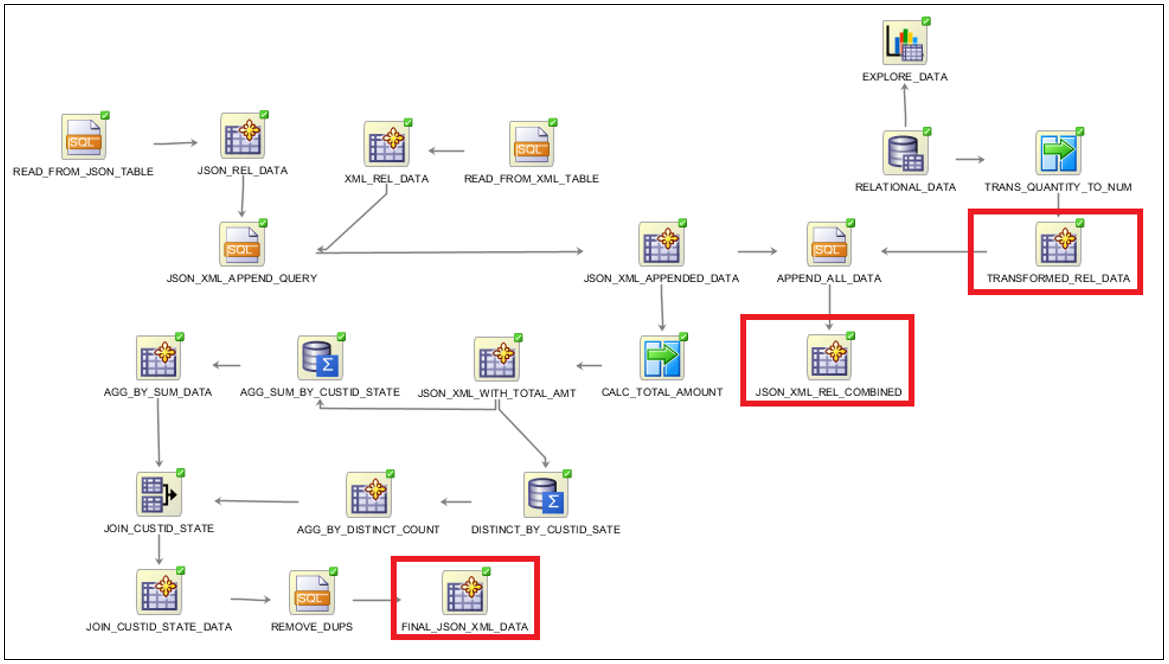 EXPLORE_DATA
SQL
READ_FROM_JSON_TABLE
JSON_REL_DATA
XML_REL_DATA
SQL
READ_FROM_XML_TABLE
RELATIONAL_DATA
TRANS_QUANTITY_TO_NUM
SQL
JSON_XML_APPEND_QUERY
JSON_XML_APPENDED_DATA
SQL
APPEND_ALL_DATA
TRANSFORMED_REL_DATA
AGG_BY_SUM_DATA
Σ
AGG_SUM_BY_CUSTID_STATE
JSON_XML_WITH_TOTAL_AMT
CALC_TOTAL_AMOUNT
JSON_XML_REL_COMBINED
JOIN_CUSTID_STATE
AGG_BY_DISTINCT_COUNT
Σ
DISTINCT_BY_CUSTID_SATE
JOIN_CUSTID_STATE_DATA
SQL
REMOVE_DUPS
FINAL_JSON_XML_DATA